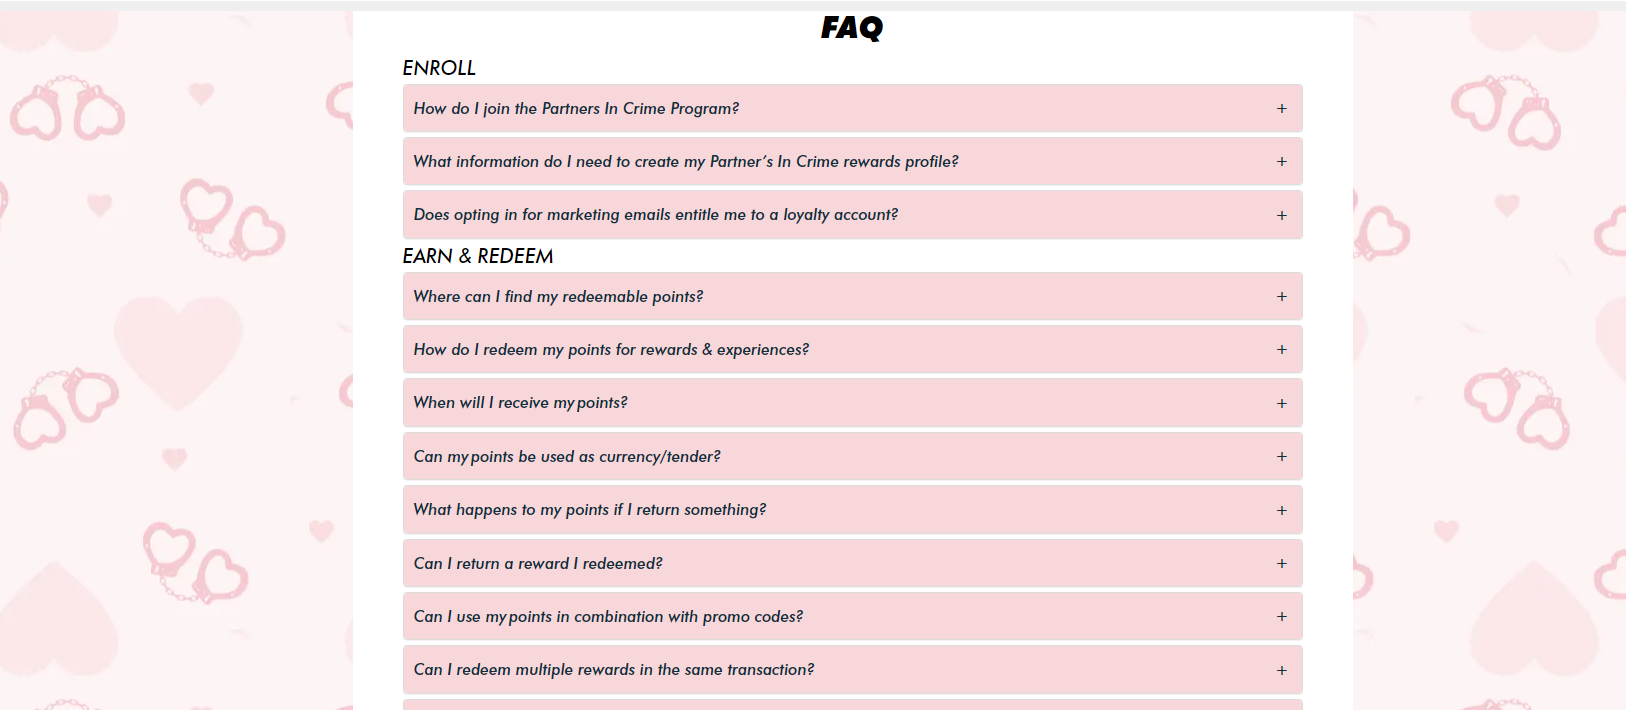 FAQ
ENROLL
How do I join the Partners In Crime Program?
+
What information do I need to create my Partner’s In Crime rewards profile?
+
Does opting in for marketing emails entitle me to a loyalty account?
+
EARN & REDEEM
Where can I find my redeemable points?
+
How do I redeem my points for rewards & experiences?
+
When will I receive my points?
+
Can my points be used as currency/tender?
+
What happens to my points if I return something?
+
Can I return a reward I redeemed?
+
Can I use my points in combination with promo codes?
+
Can I redeem multiple rewards in the same transaction?
+